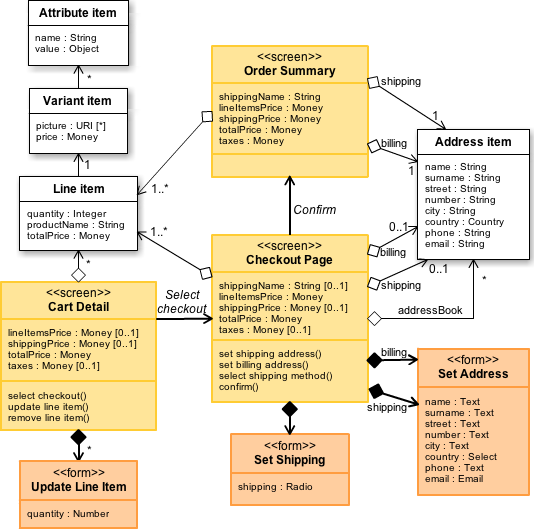 Attribute item
name : String
value : Object
*
Variant item
picture : URI [*]
price : Money
1
Line item
quantity : Integer
productName : String
totalPrice : Money
*
<<screen>>
Cart Detail
lineItemsPrice : Money [0..1]
shippingPrice : Money [0..1]
totalPrice : Money
taxes : Money [0..1]
select checkout()
update line item()
remove line item()
*
<<form>>
Update Line Item
quantity : Number
<<screen>>
Order Summary
shippingName : String
lineItemsPrice : Money
shippingPrice : Money
totalPrice : Money
taxes : Money
1..*
1..*
Confirm
Select
checkout
<<screen>>
Checkout Page
shippingName : String [0..1]
lineItemsPrice : Money
shippingPrice : Money [0..1]
totalPrice : Money
taxes : Money [0..1]
set shipping address()
set billing address()
select shipping method()
confirm()
<<form>>
Set Shipping
shipping : Radio
shipping
1
billing
1
Address item
name : String
surname : String
street : String
number : String
city : String
country : Country
phone : String
email : String
0..1
billing
0..1
shipping
*
addressBook
billing
shipping
<<form>>
Set Address
name : Text
surname : Text
street : Text
number : Text
city : Text
country : Select
phone : Text
email : Email